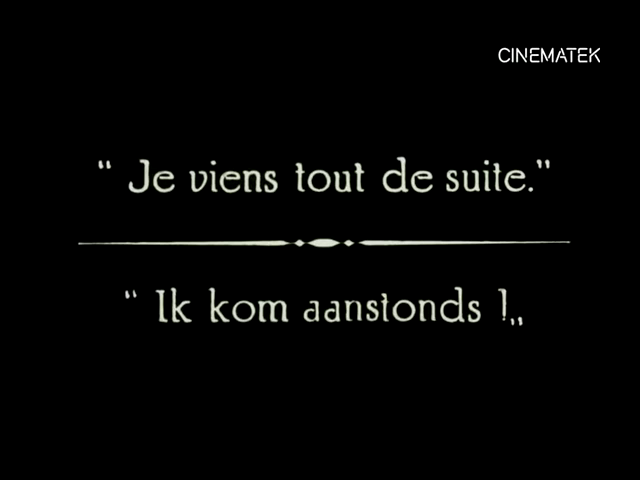 CINEMATEK
“ Je viens tout de suite.”
“ Ik kom aanstonds !„